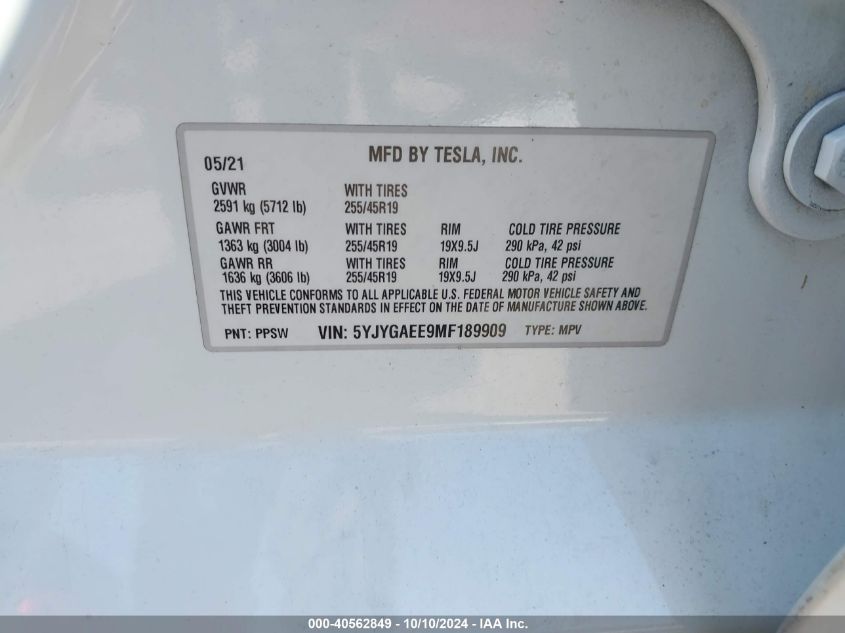 MFD BY TESLA, INC.
05/21
GVWR WITH TIRES
2591 kg (5712 lb) 255/45R19
GAWR FRT WITH TIRES RIM COLD TIRE PRESSURE
1363 kg (3004 lb) 255/45R19 19X9.5J 290 kPa, 42 psi
GAWR RR WITH TIRES RIM COLD TIRE PRESSURE
1636 kg (3606 lb) 255/45R19 19X9.5J 290 kPa, 42 psi
THIS VEHICLE CONFORMS TO ALL APPLICABLE U.S. FEDERAL MOTOR VEHICLE SAFETY AND
THEFT PREVENTION STANDARDS IN EFFECT ON THE DATE OF MANUFACTURE SHOWN ABOVE.
PNT: PPSW VIN: 5YJYGAEE9MF189909 TYPE: MPV
000-40562849 - 10/10/2024 - IAA Inc.